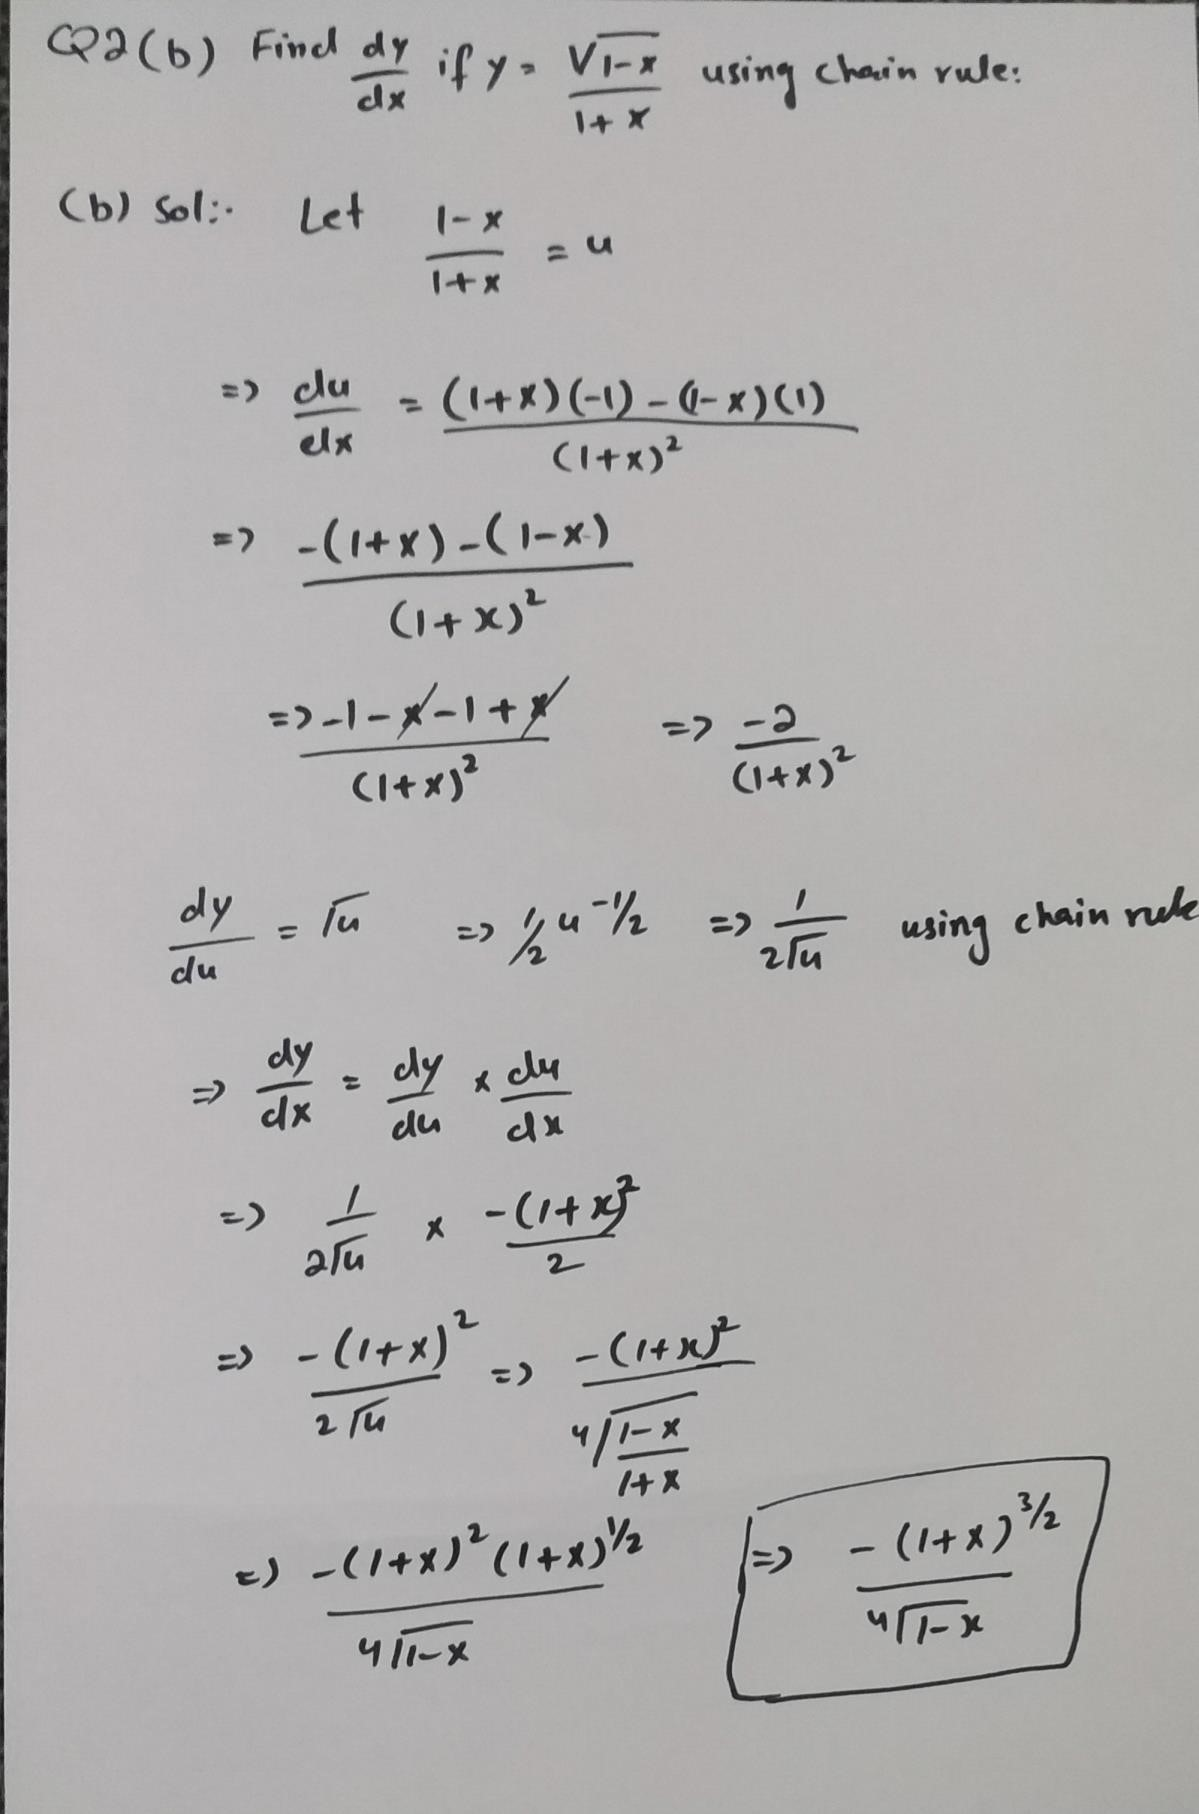 Q2(b) Find dy/dx if y = √1-x/1+x using chain rule:
(b) Sol:- Let 1-x/1+x = u
=> du/dx = (1+x)(-1)-(1-x)(1)/(1+x)²
=> -(1+x)-(1-x)/(1+x)²
=> -1-x-1+x/(1+x)² => -2/(1+x)²
dy/du = √u => 1/2 u^-1/2 => 1/2√u using chain rule
=> dy/dx = dy/du × du/dx
=> 1/2√u × -(1+x)²/2
=> -(1+x)²/2√u => -(1+x)²/4√1-x/1+x
=> -(1+x)²(1+x)^1/2/4√1-x => -(1+x)^3/2/4√1-x